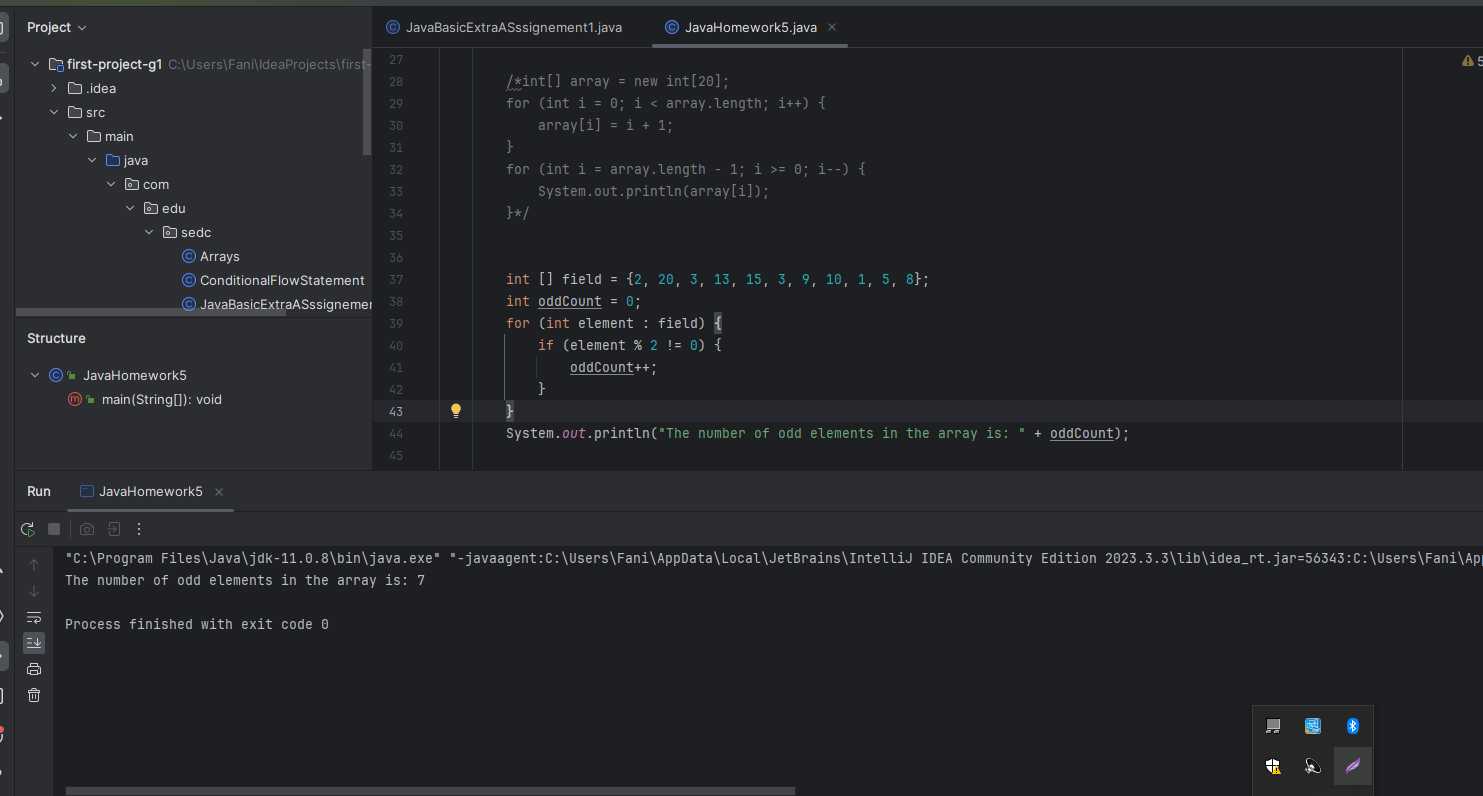 Project
first-project-g1 C:\Users\Fani\IdeaProjects\first-
.idea
src
main
java
com
edu
sedc
Arrays
ConditionalFlowStatement
JavaBasicExtraASssignemer
Structure
JavaHomework5
main(String[]): void
JavaBasicExtraASssignement1.java JavaHomework5.java
27
28 /*int[] array = new int[20];
29 for (int i = 0; i < array.length; i++) {
30 array[i] = i + 1;
31 }
32 for (int i = array.length - 1; i >= 0; i--) {
33 System.out.println(array[i]);
34 }*/
35
36
37 int [] field = {2, 20, 3, 13, 15, 3, 9, 10, 1, 5, 8};
38 int oddCount = 0;
39 for (int element : field) {
40 if (element % 2 != 0) {
41 oddCount++;
42 }
43 }
44 System.out.println("The number of odd elements in the array is: " + oddCount);
45
5
Run JavaHomework5
"C:\Program Files\Java\jdk-11.0.8\bin\java.exe" "-javaagent:C:\Users\Fani\AppData\Local\JetBrains\IntelliJ IDEA Community Edition 2023.3.3\lib\idea_rt.jar=56343:C:\Users\Fani\App
The number of odd elements in the array is: 7
Process finished with exit code 0